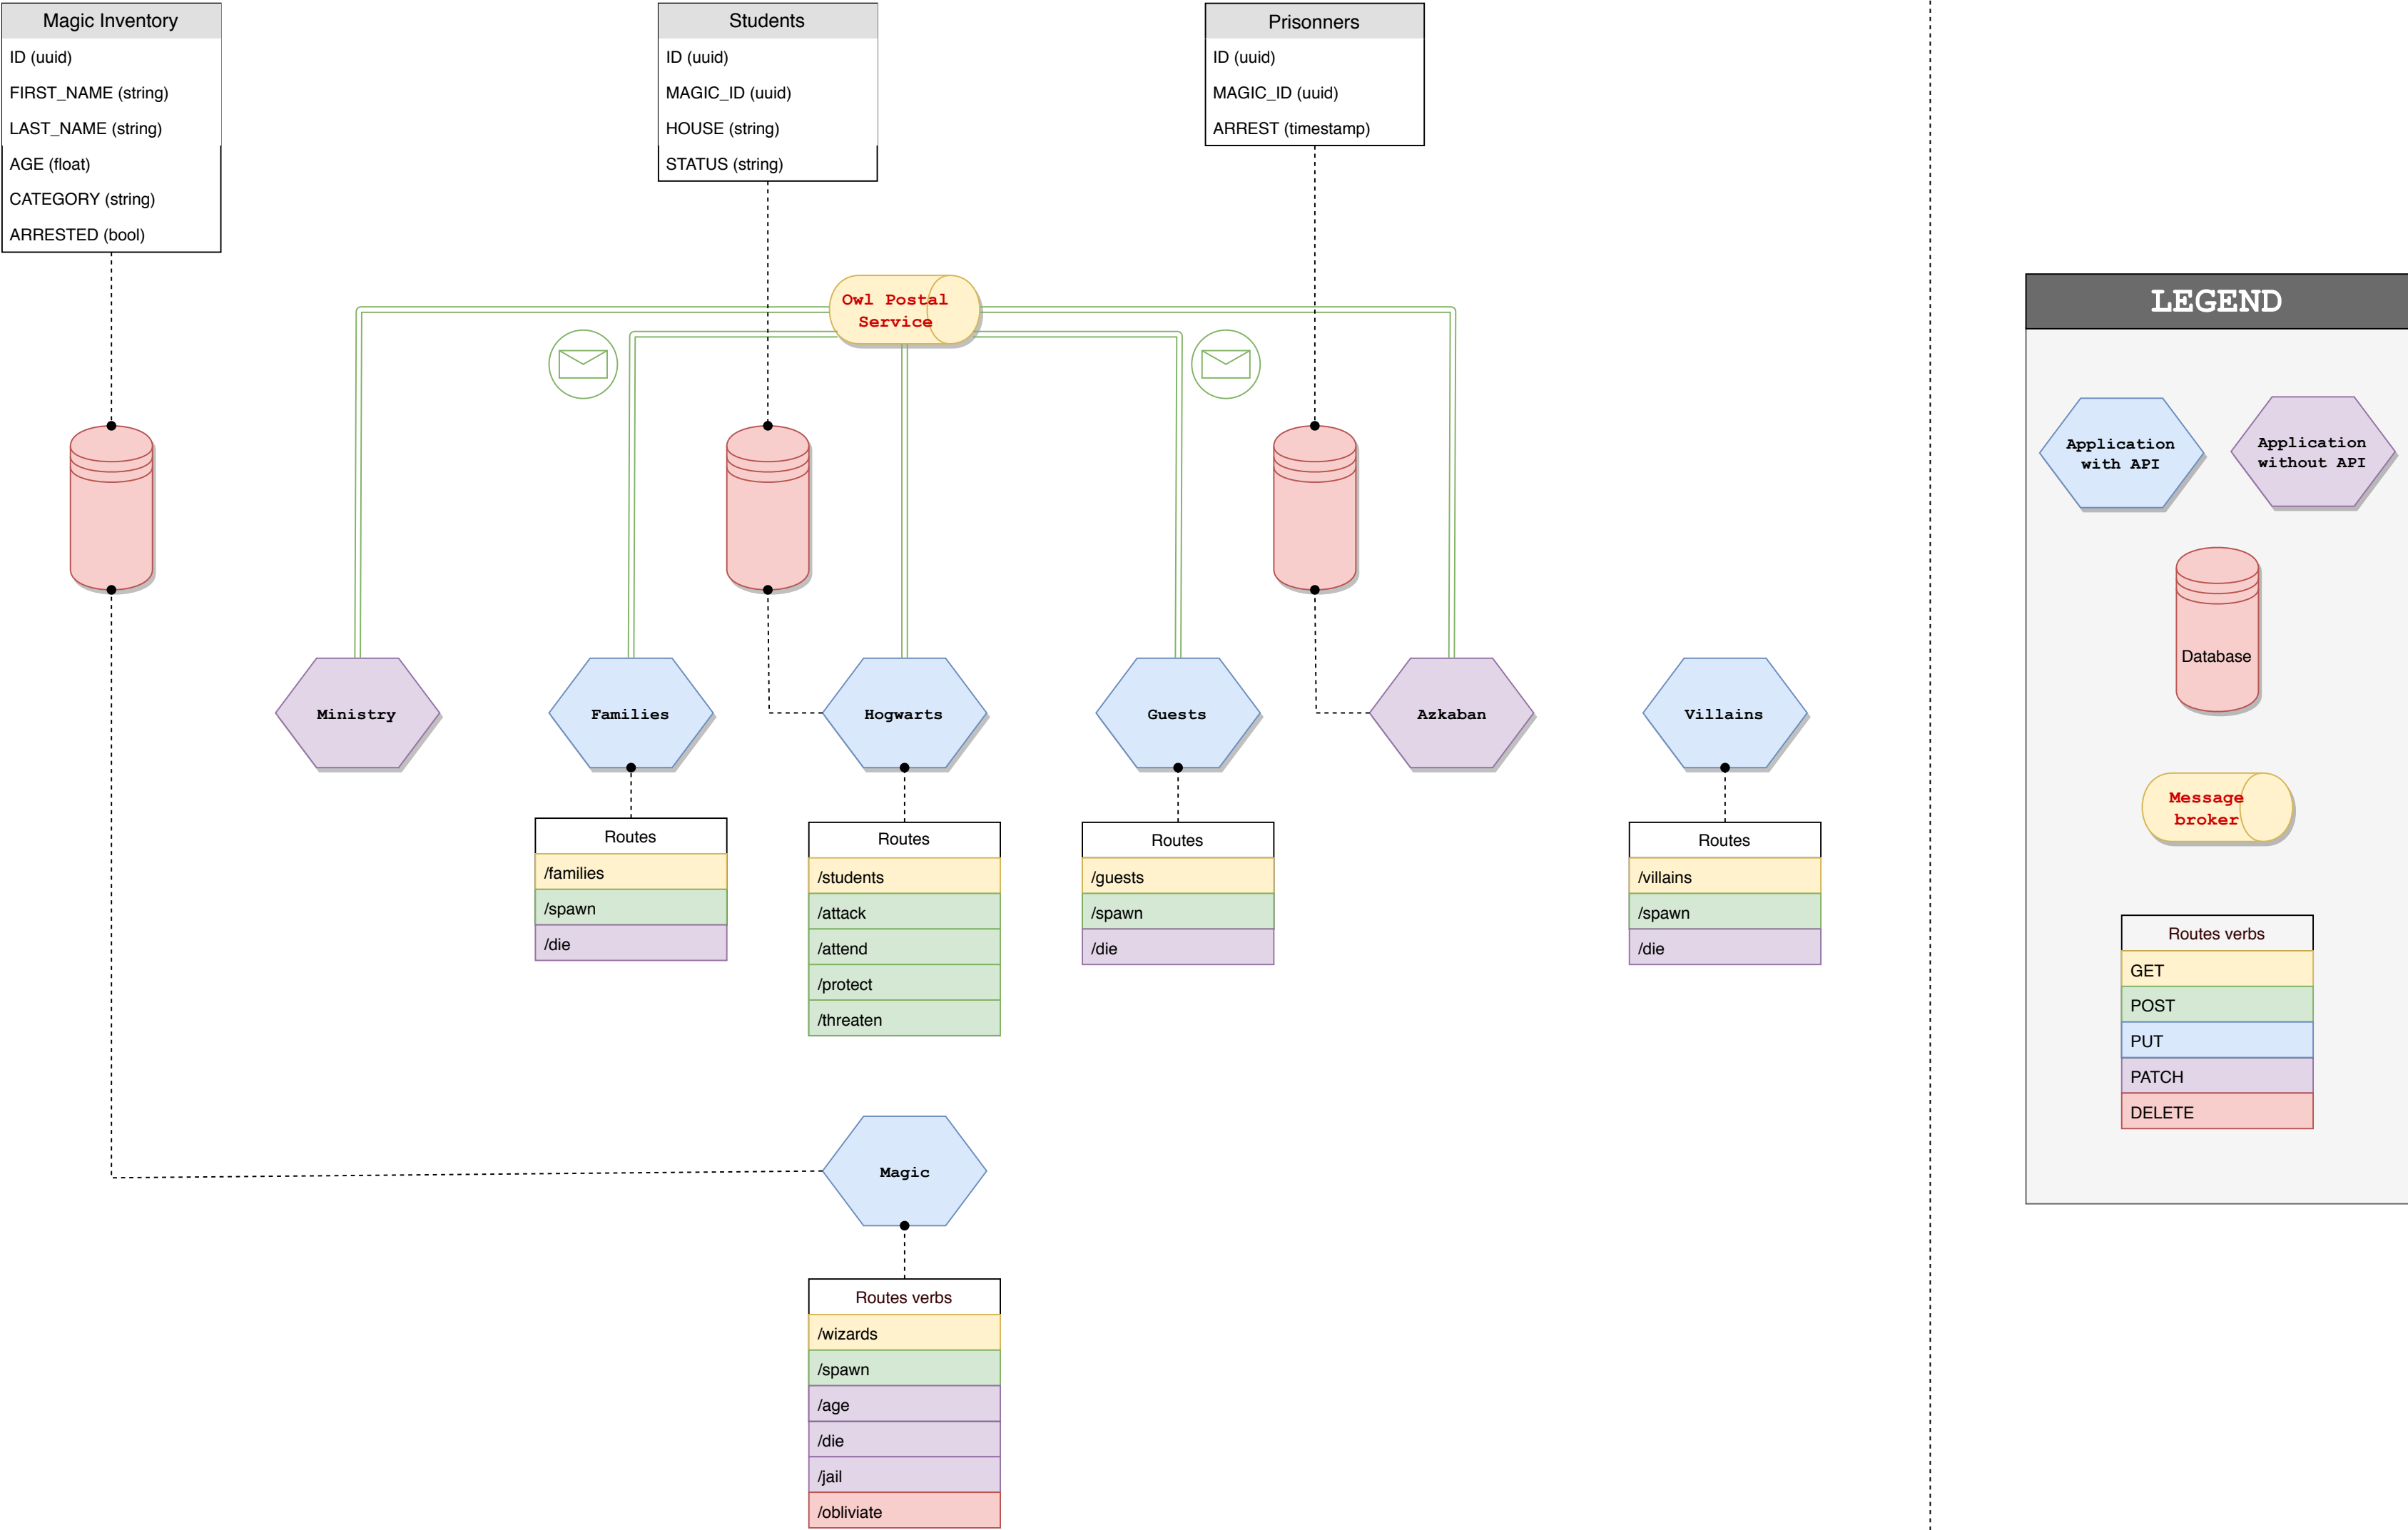 Magic Inventory
ID (uuid)
FIRST_NAME (string)
LAST_NAME (string)
AGE (float)
CATEGORY (string)
ARRESTED (bool)
Students
ID (uuid)
MAGIC_ID (uuid)
HOUSE (string)
STATUS (string)
Prisonners
ID (uuid)
MAGIC_ID (uuid)
ARREST (timestamp)
Owl Postal
Service
Ministry
Families
Hogwarts
Guests
Azkaban
Villains
Routes
/families
/spawn
/die
Routes
/students
/attack
/attend
/protect
/threaten
Routes
/guests
/spawn
/die
Routes
/villains
/spawn
/die
Magic
Routes verbs
/wizards
/spawn
/age
/die
/jail
/obliviate
LEGEND
Application
with API
Application
without API
Database
Message
broker
Routes verbs
GET
POST
PUT
PATCH
DELETE